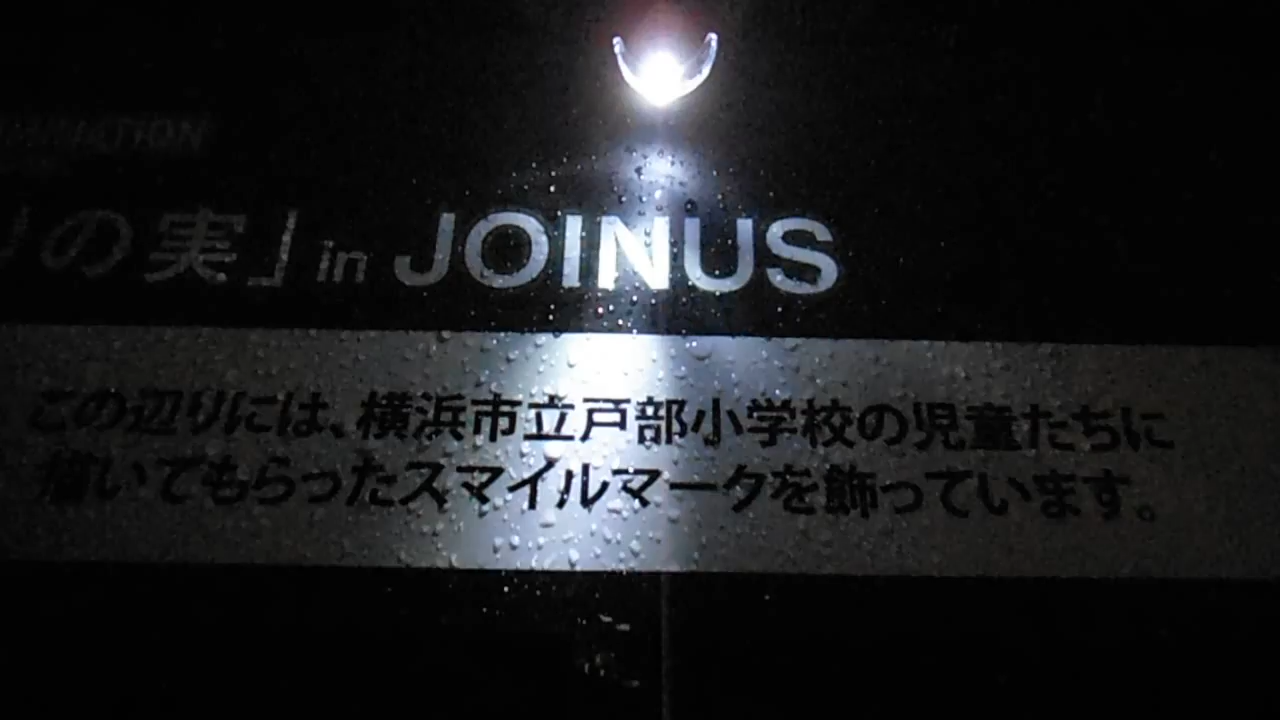 の実」in JOINUS
この辺りには、横浜市立戸部小学校の児童たちに
描いてもらったスマイルマークを飾っています。